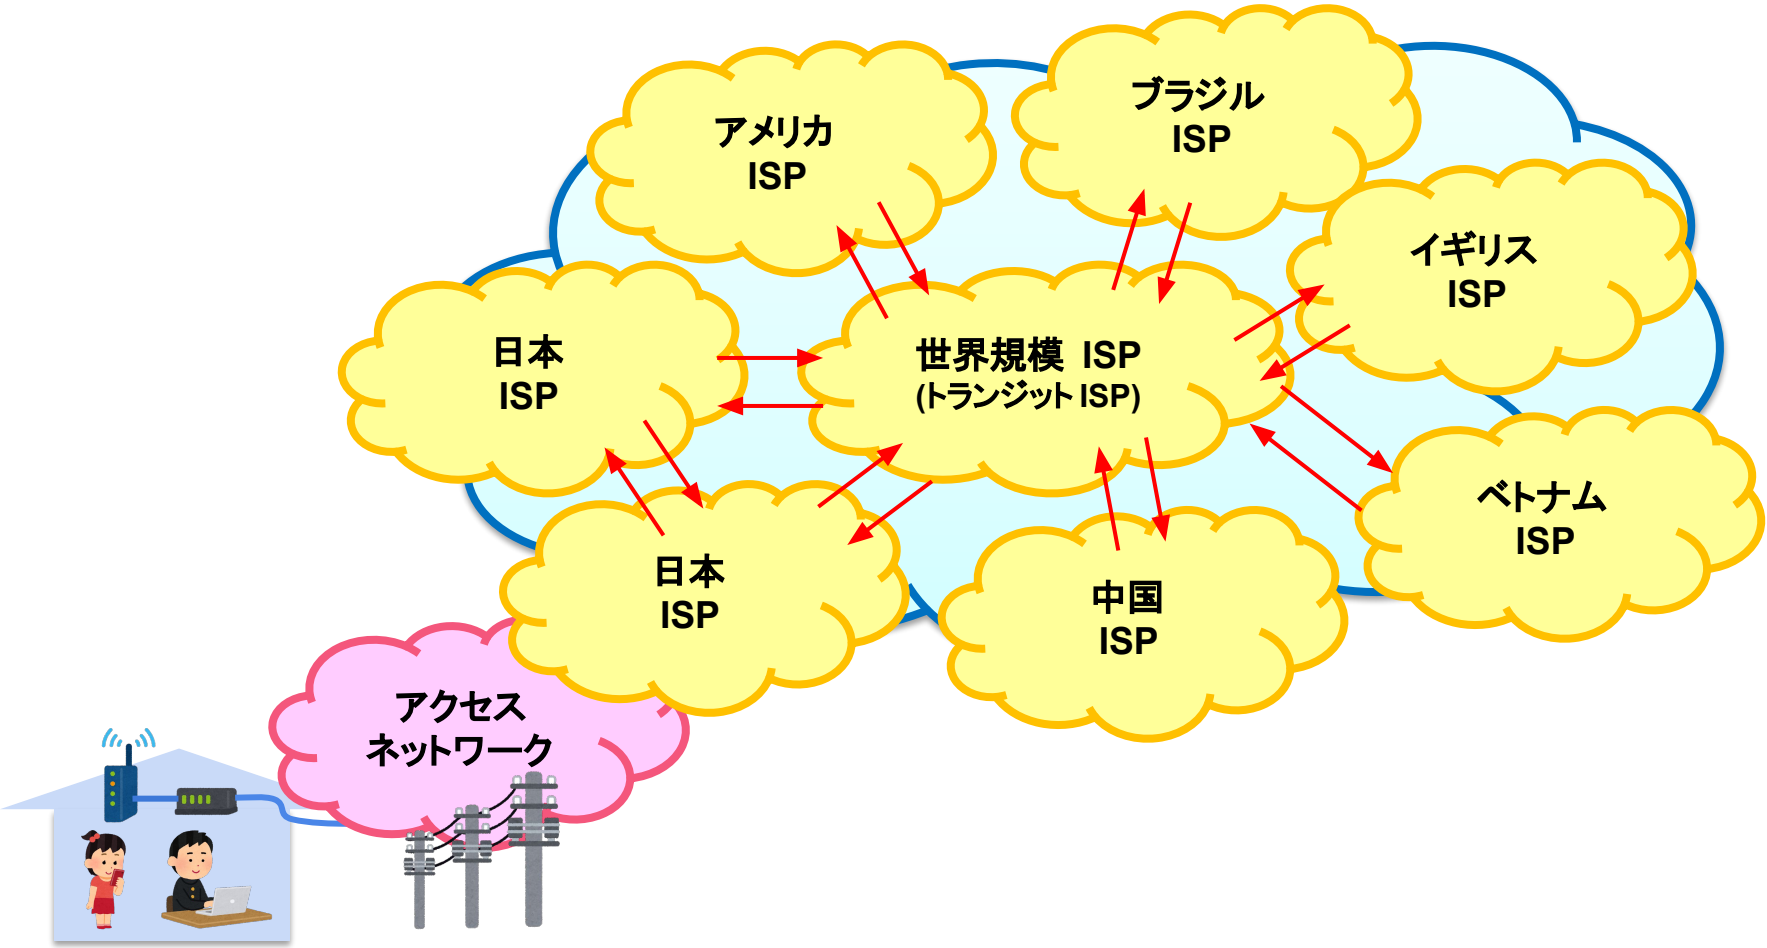 アメリカ
ISP
ブラジル
ISP
イギリス
ISP
日本
ISP
世界規模 ISP
(トランジット ISP)
ベトナム
ISP
日本
ISP
中国
ISP
アクセス
ネットワーク